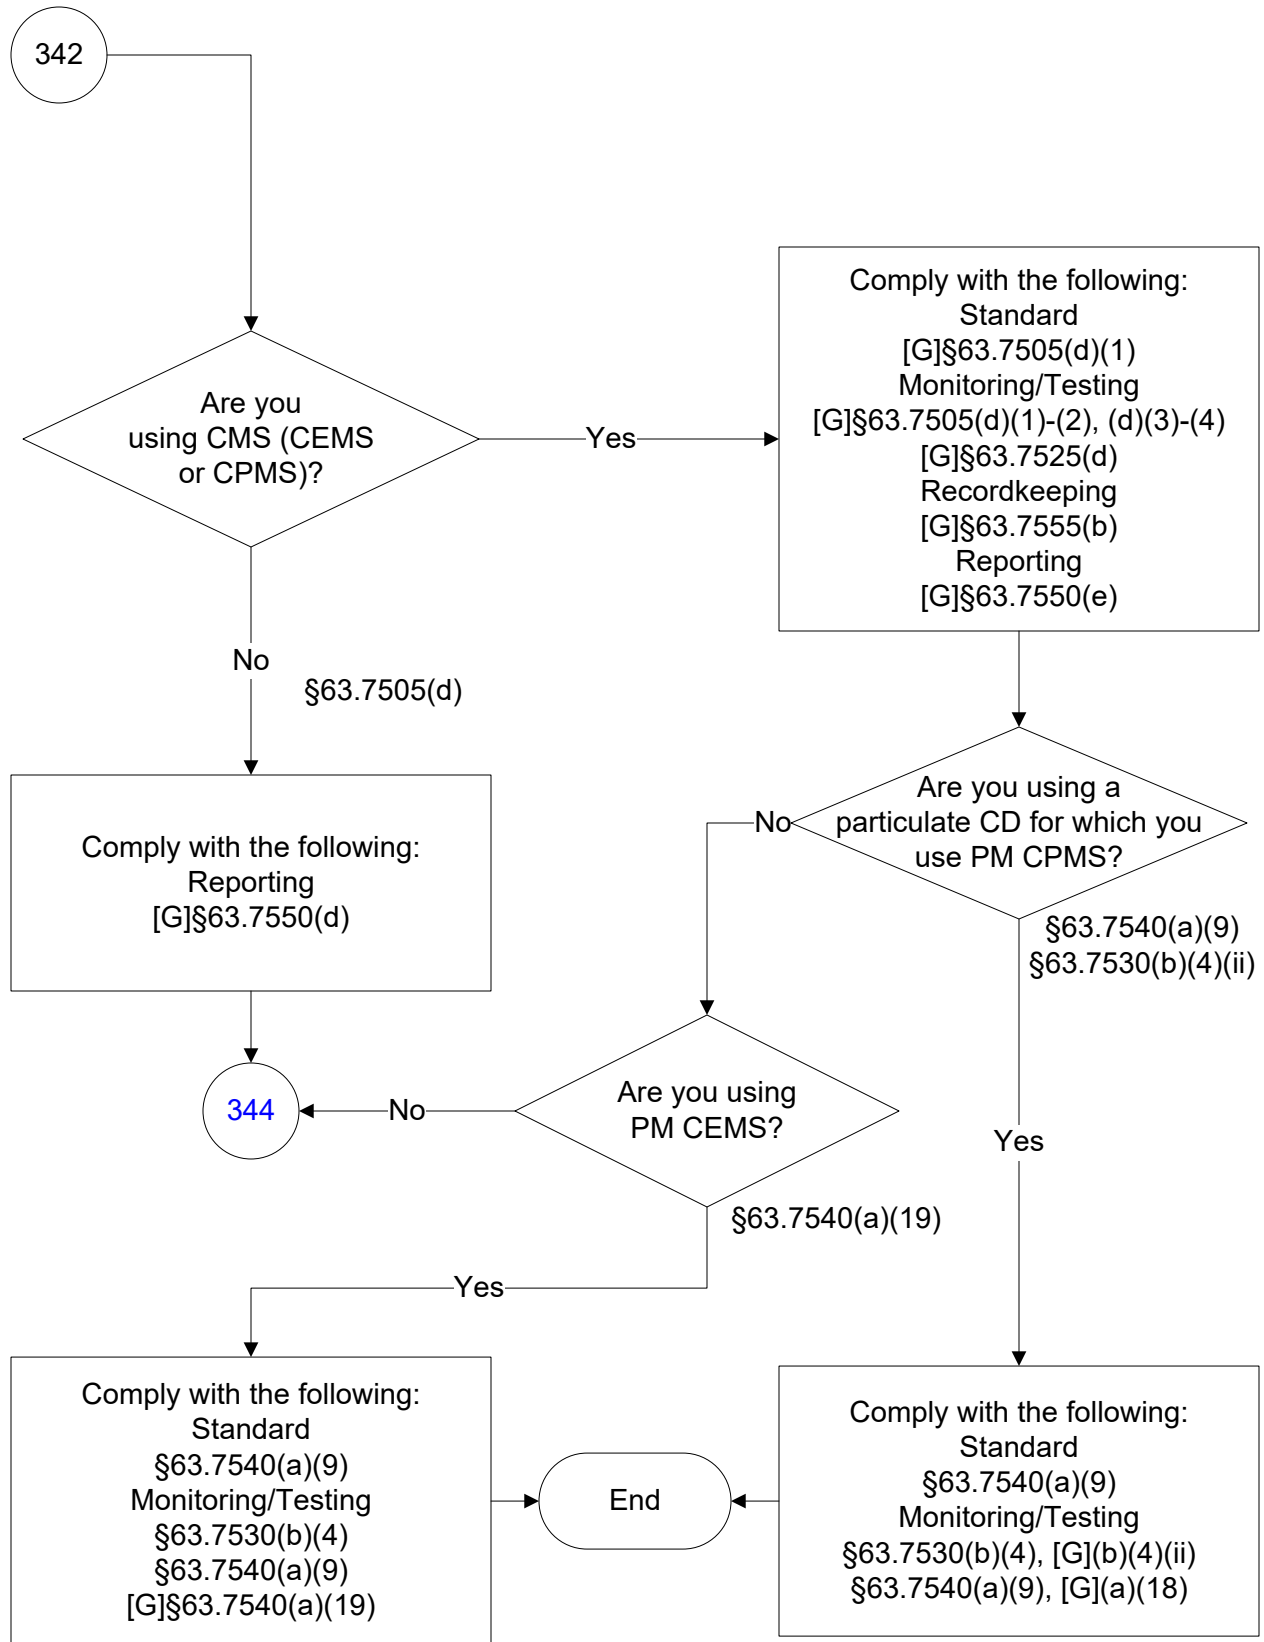 342
Are you
using CMS (CEMS
or CPMS)?
Yes
Comply with the following:
Standard
[G]§63.7505(d)(1)
Monitoring/Testing
[G]§63.7505(d)(1)-(2), (d)(3)-(4)
[G]§63.7525(d)
Recordkeeping
[G]§63.7555(b)
Reporting
[G]§63.7550(e)
No
§63.7505(d)
Comply with the following:
Reporting
[G]§63.7550(d)
Are you using a
particulate CD for which you
use PM CPMS?
No
§63.7540(a)(9)
§63.7530(b)(4)(ii)
Are you using
PM CEMS?
No
344
Yes
§63.7540(a)(19)
Yes
Comply with the following:
Standard
§63.7540(a)(9)
Monitoring/Testing
§63.7530(b)(4)
§63.7540(a)(9)
[G]§63.7540(a)(19)
End
Comply with the following:
Standard
§63.7540(a)(9)
Monitoring/Testing
§63.7530(b)(4), [G](b)(4)(ii)
§63.7540(a)(9), [G](a)(18)